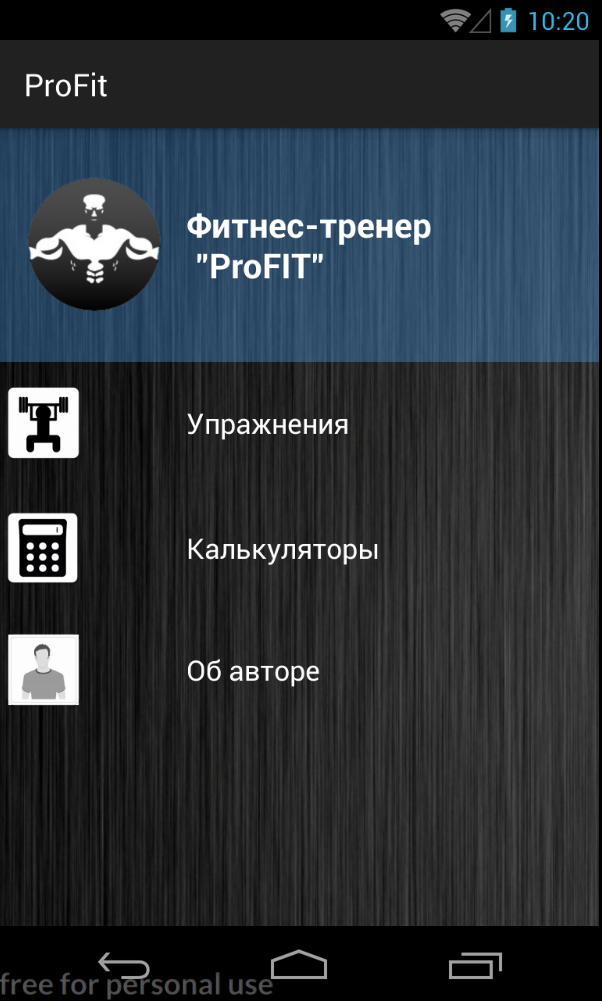 10:20
ProFit
Фитнес-тренер
"ProFIT"
Упражнения
Калькуляторы
Об авторе
free for personal use